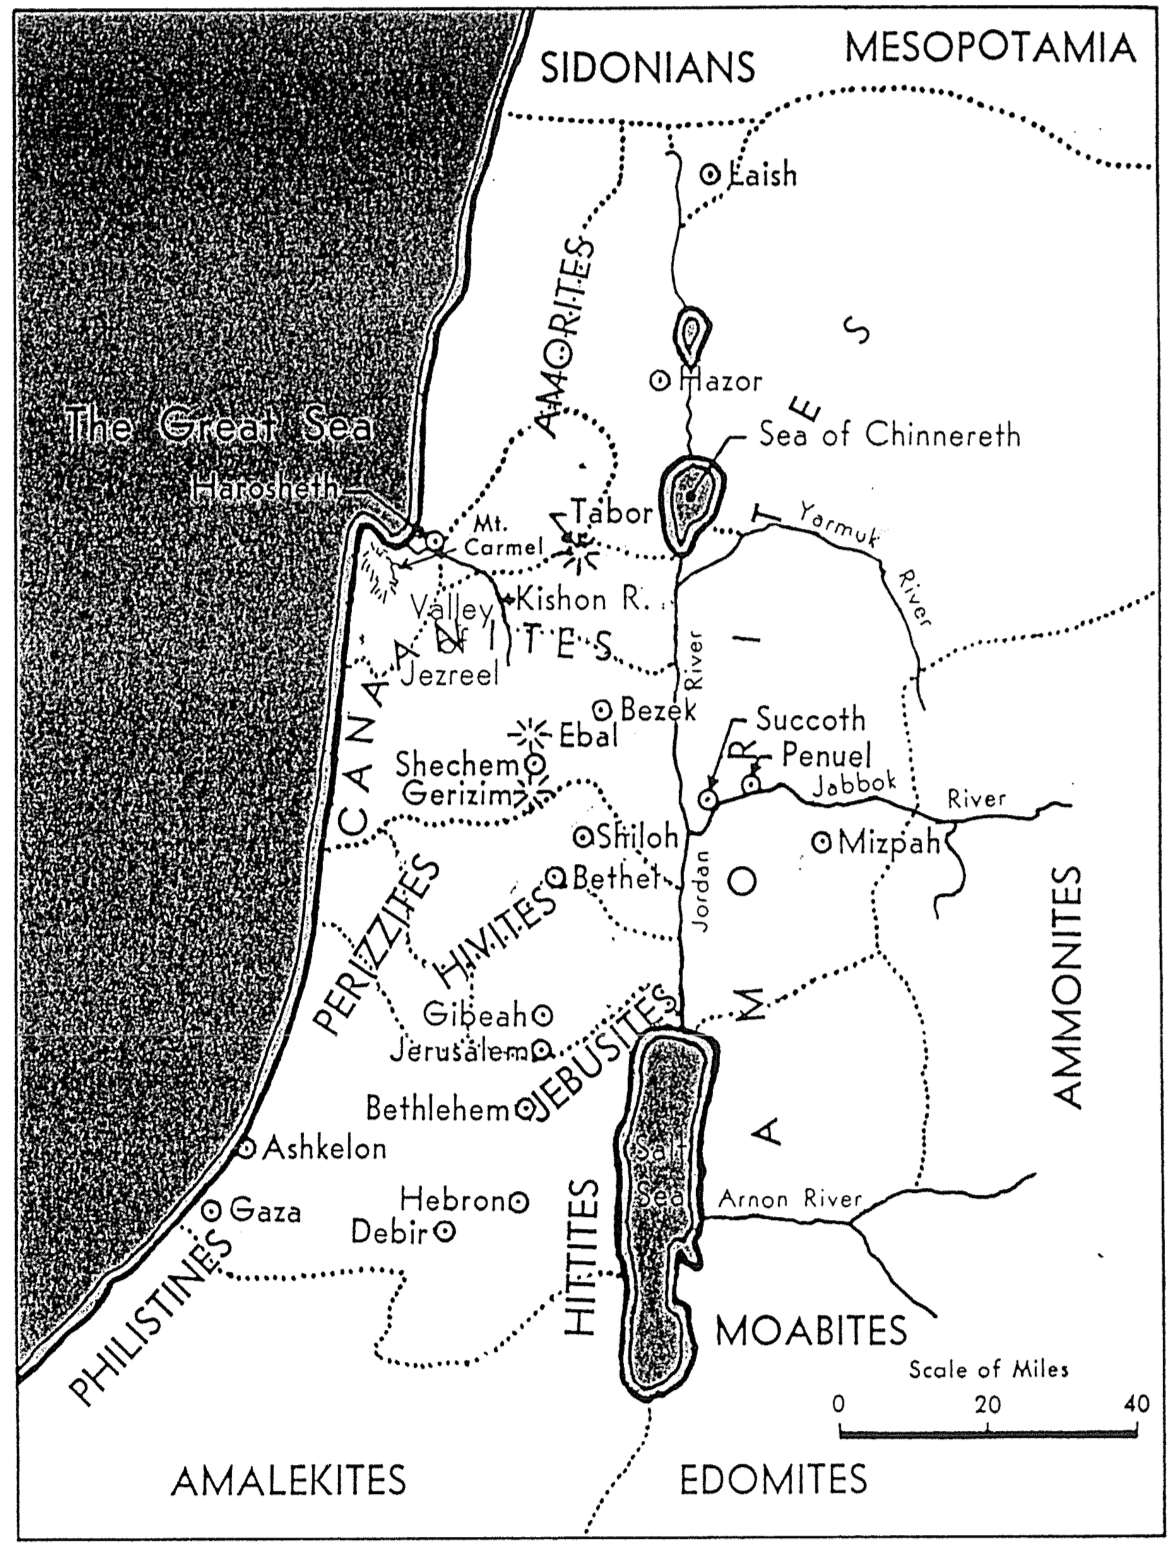 SIDONIANS
MESOPOTAMIA
Laish
AMORITES
Hazor
The Great Sea
Sea of Chinnereth
Harosheth
Tabor
Mt.
Carmel
Yarmuk River
Kishon R.
Valley
of
Jezreel
CANAANITES
AMORITES
Jordan River
Bezek
Ebal
Shechem
Gerizim
Succoth
Penuel
Jabbok River
Shiloh
Mizpah
Bethel
PERIZZITES
HIVITES
AMMONITES
Gibeah
Jerusalem
JEBUSITES
Bethlehem
Ashkelon
Salt
Sea
Hebron
Gaza
Debir
Arnon River
HITTITES
PHILISTINES
MOABITES
Scale of Miles
0 20 40
AMALEKITES
EDOMITES